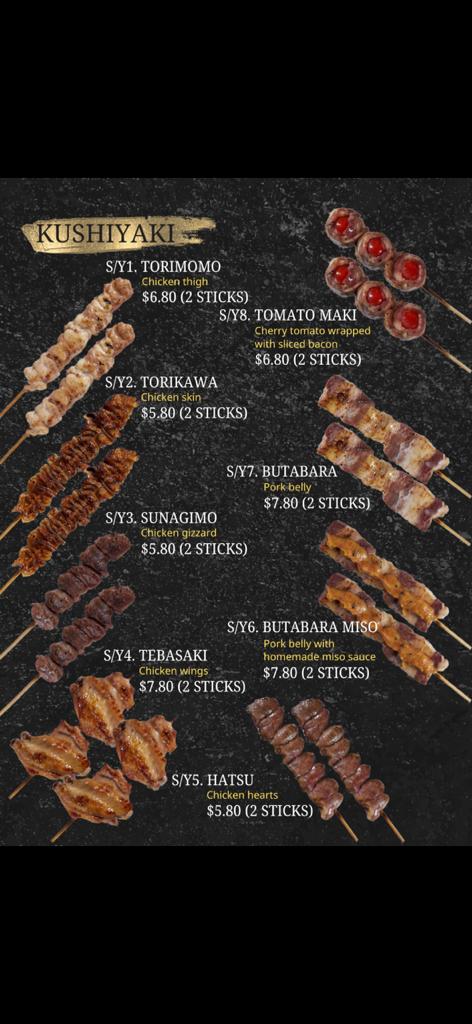 KUSHIYAKI
S/Y1. TORIMOMO
Chicken thigh
$6.80 (2 STICKS)
S/Y2. TORIKAWA
Chicken skin
$5.80 (2 STICKS)
S/Y3. SUNAGIMO
Chicken gizzard
$5.80 (2 STICKS)
S/Y4. TEBASAKI
Chicken wings
$7.80 (2 STICKS)
S/Y5. HATSU
Chicken hearts
$5.80 (2 STICKS)
S/Y8. TOMATO MAKI
Cherry tomato wrapped
with sliced bacon
$6.80 (2 STICKS)
S/Y7. BUTABARA
Pork belly
$7.80 (2 STICKS)
S/Y6. BUTABARA MISO
Pork belly with
homemade miso sauce
$7.80 (2 STICKS)